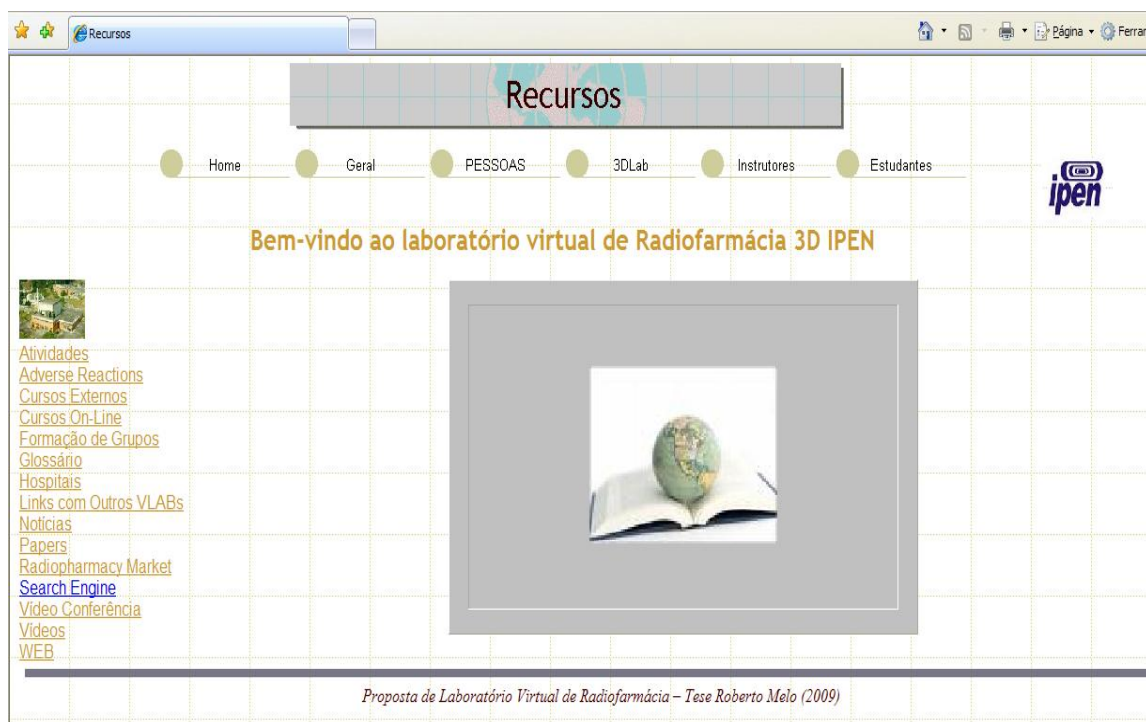 Recursos
Página
Ferrar
Recursos
Home Geral PESSOAS 3DLab Instrutores Estudantes
ipen
Bem-vindo ao laboratório virtual de Radiofarmácia 3D IPEN
Atividades
Adverse Reactions
Cursos Externos
Cursos On-Line
Formação de Grupos
Glossário
Hospitais
Links com Outros VLABs
Notícias
Papers
Radiopharmacy Market
Search Engine
Vídeo Conferência
Vídeos
WEB
Proposta de Laboratório Virtual de Radiofarmácia – Tese Roberto Melo (2009)